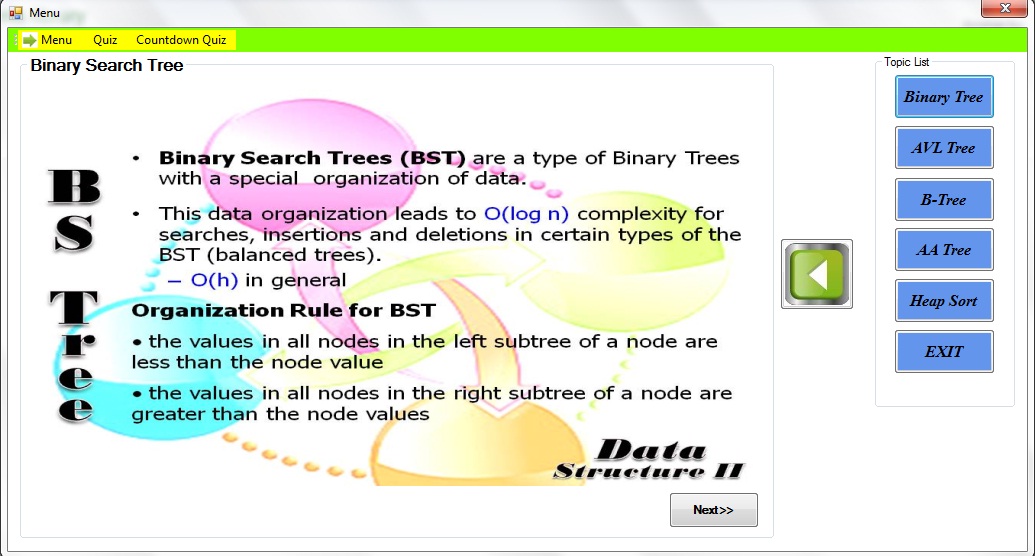 Menu
Menu Quiz Countdown Quiz
Binary Search Tree
BS Tree
• Binary Search Trees (BST) are a type of Binary Trees
with a special organization of data.
• This data organization leads to O(log n) complexity for
searches, insertions and deletions in certain types of the
BST (balanced trees).
– O(h) in general
Organization Rule for BST
• the values in all nodes in the left subtree of a node are
less than the node value
• the values in all nodes in the right subtree of a node are
greater than the node values
Data
Structure II
Next>>
Topic List
Binary Tree
AVL Tree
B-Tree
AA Tree
Heap Sort
EXIT